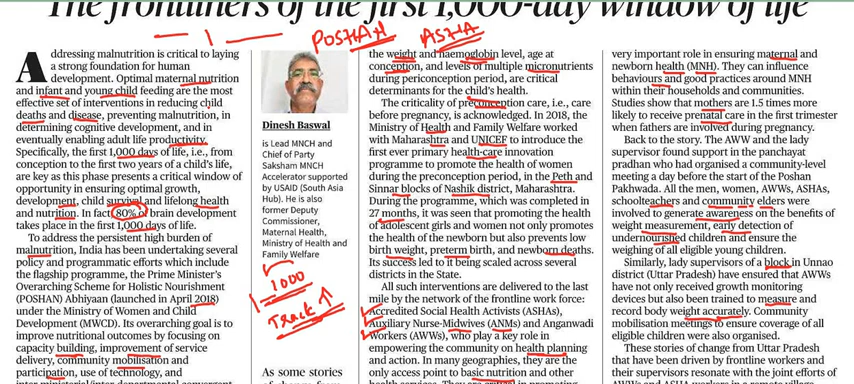 The frontliners of the first 1,000-day window of life
Addressing malnutrition is critical to laying
a strong foundation for human
development. Optimal maternal nutrition
and infant and young child feeding are the most
effective set of interventions in reducing child
deaths and disease, preventing malnutrition, in
determining cognitive development, and in
eventually enabling adult life productivity.
Specifically, the first 1,000 days of life, i.e., from
conception to the first two years of a child's life,
are key as this phase presents a critical window of
opportunity in ensuring optimal growth,
development, child survival and lifelong health
and nutrition. In fact 80% of brain development
takes place in the first 1,000 days of life.
To address the persistent high burden of
malnutrition, India has been undertaking several
policy and programmatic efforts which include
the flagship programme, the Prime Minister's
Overarching Scheme for Holistic Nourishment
(POSHAN) Abhiyaan (launched in April 2018)
under the Ministry of Women and Child
Development (MWCD). Its overarching goal is to
improve nutritional outcomes by focusing on
capacity building, improvement of service
delivery, community mobilisation and
participation, use of technology, and
1
POSHAN
ASHA
Dinesh Baswal
is Lead MNCH and
Chief of Party
Saksham MNCH
Accelerator supported
by USAID (South Asia
Hub). He is also
former Deputy
Commissioner,
Maternal Health,
Ministry of Health and
Family Welfare
1000
Track
As some stories
the weight and haemoglobin level, age at
conception, and levels of multiple micronutrients
during periconception period, are critical
determinants for the child's health.
The criticality of preconception care, i.e., care
before pregnancy, is acknowledged. In 2018, the
Ministry of Health and Family Welfare worked
with Maharashtra and UNICEF to introduce the
first ever primary health-care innovation
programme to promote the health of women
during the preconception period, in the Peth and
Sinnar blocks of Nashik district, Maharashtra.
During the programme, which was completed in
27 months, it was seen that promoting the health
of adolescent girls and women not only promotes
the health of the newborn but also prevents low
birth weight, preterm birth, and newborn deaths.
Its success led to it being scaled across several
districts in the State.
All such interventions are delivered to the last
mile by the network of the frontline work force:
Accredited Social Health Activists (ASHAs),
Auxiliary Nurse-Midwives (ANMs) and Anganwadi
Workers (AWWs), who play a key role in
empowering the community on health planning
and action. In many geographies, they are the
only access point to basic nutrition and other
very important role in ensuring maternal and
newborn health (MNH). They can influence
behaviours and good practices around MNH
within their households and communities.
Studies show that mothers are 1.5 times more
likely to receive prenatal care in the first trimester
when fathers are involved during pregnancy.
Back to the story. The AWW and the lady
supervisor found support in the panchayat
pradhan who had organised a community-level
meeting a day before the start of the Poshan
Pakhwada. All the men, women, AWWs, ASHAs,
schoolteachers and community elders were
involved to generate awareness on the benefits of
weight measurement, early detection of
undernourished children and ensure the
weighing of all eligible young children.
Similarly, lady supervisors of a block in Unnao
district (Uttar Pradesh) have ensured that AWWs
have not only received growth monitoring
devices but also been trained to measure and
record body weight accurately. Community
mobilisation meetings to ensure coverage of all
eligible children were also organised.
These stories of change from Uttar Pradesh
that have been driven by frontline workers and
their supervisors resonate with the joint efforts of